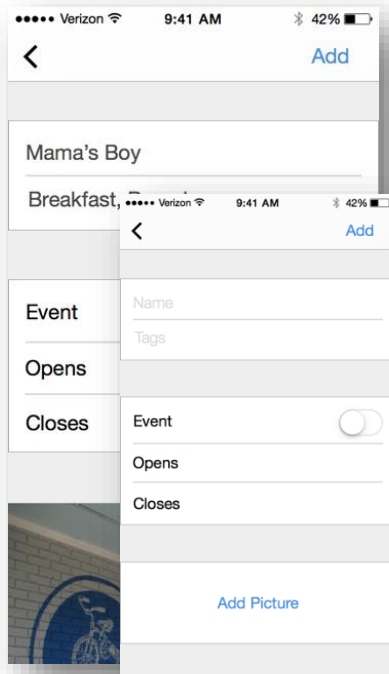 Verizon 9:41 AM 42%
Add
Mama's Boy
Breakfast,
Event
Opens
Closes
Verizon 9:41 AM 42%
Add
Name
Tags
Event
Opens
Closes
Add Picture